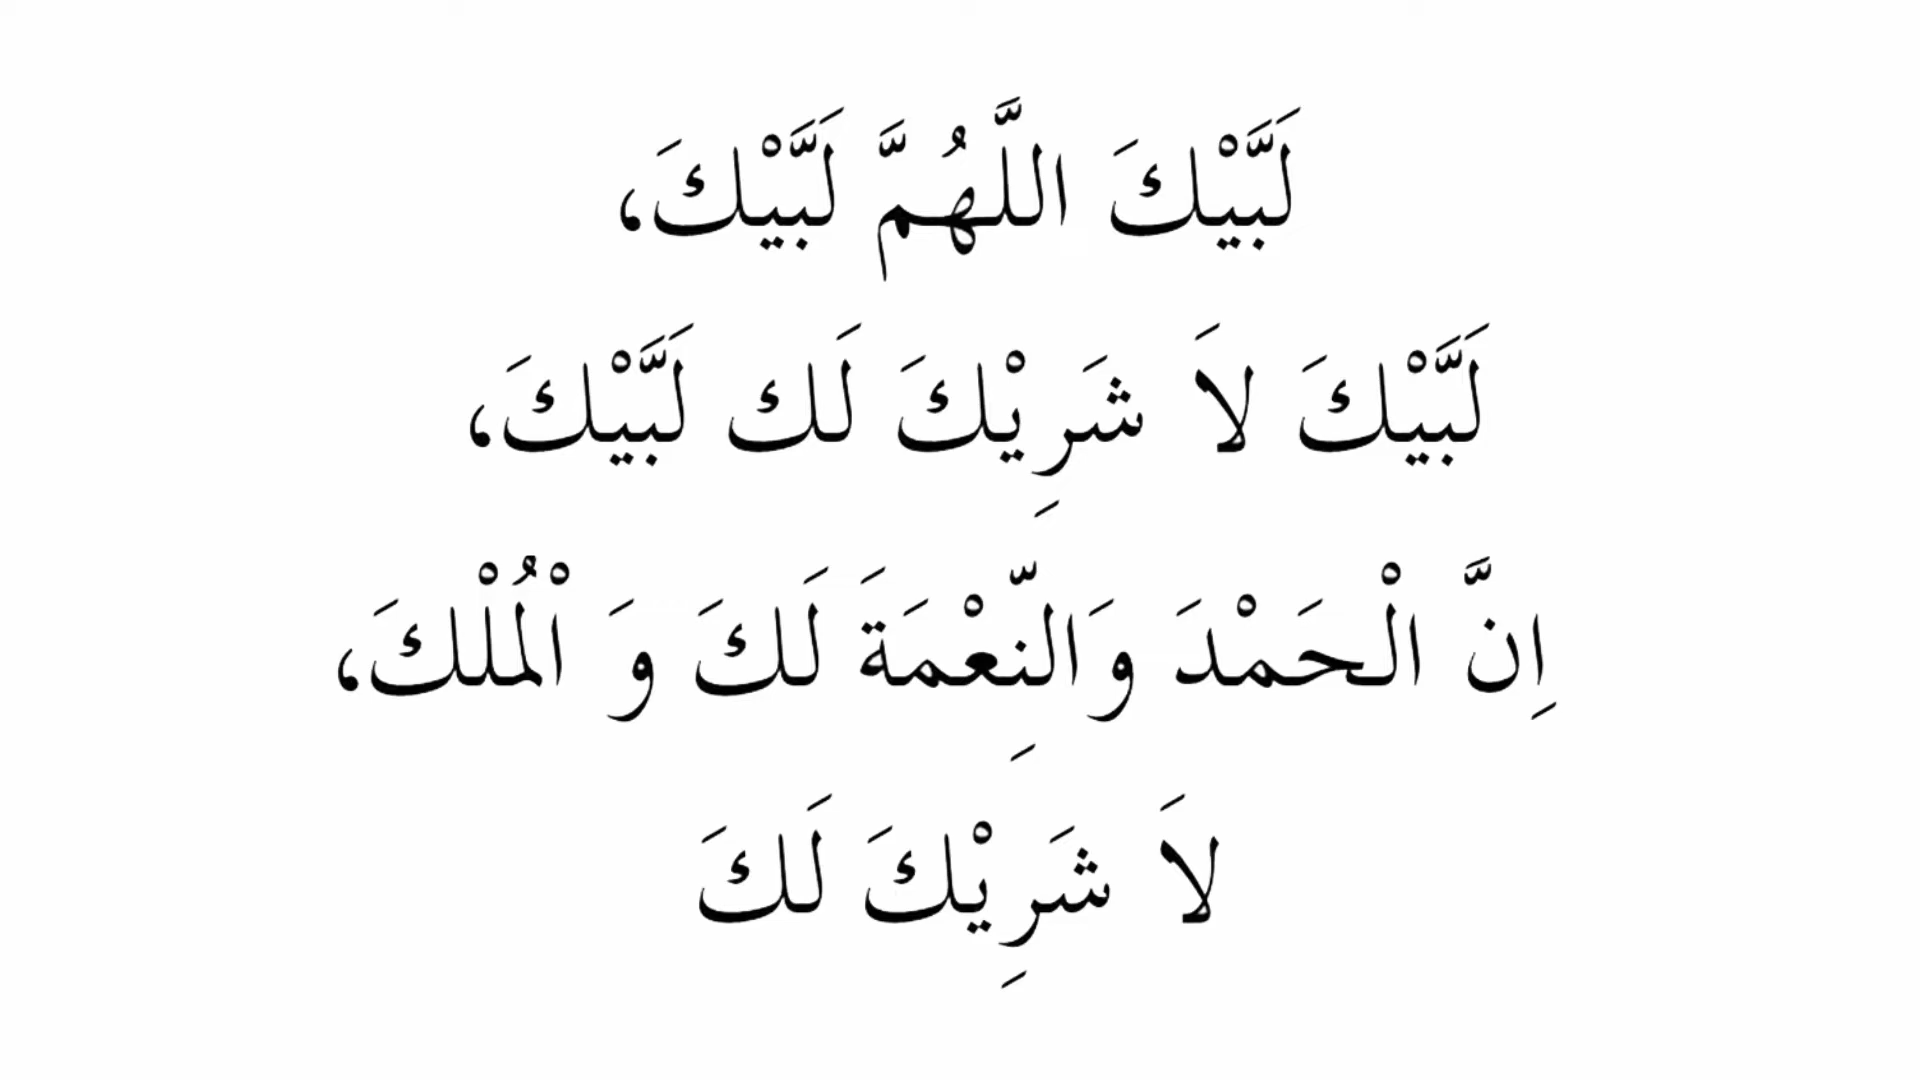 لَبَّيْكَ اللَّهُمَّ لَبَّيْكَ،
لَبَّيْكَ لاَ شَرِيْكَ لَك لَبَّيْكَ،
اِنَّ الْحَمْدَ وَالنِّعْمَةَ لَكَ وَ الْمُلْكَ،
لاَ شَرِيْكَ لَكَ